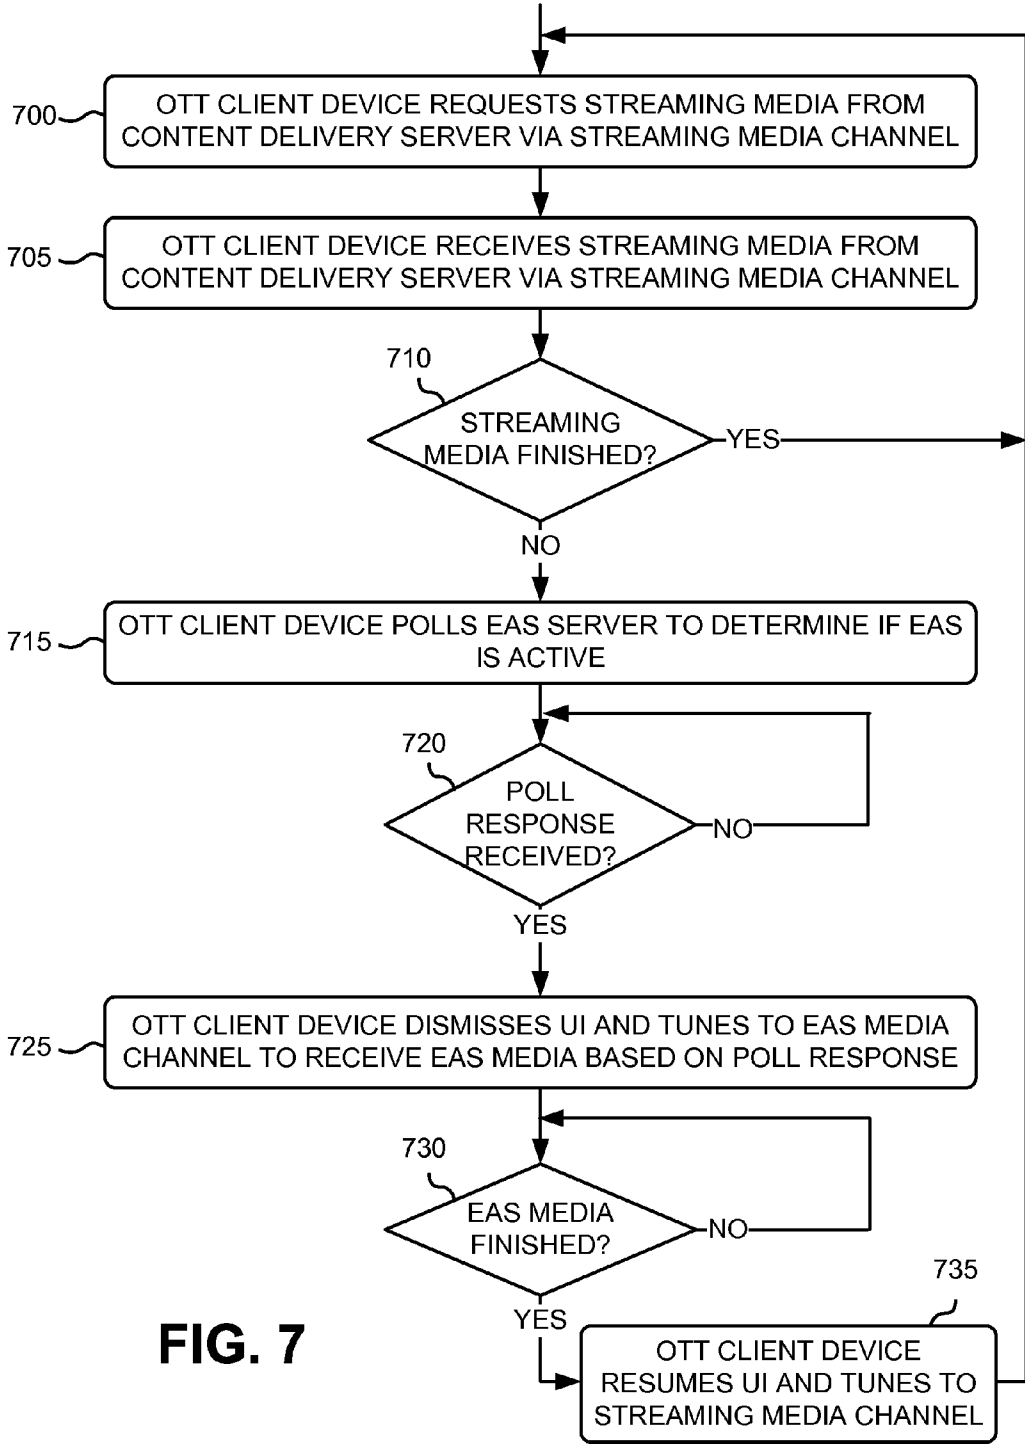 700
OTT CLIENT DEVICE REQUESTS STREAMING MEDIA FROM
CONTENT DELIVERY SERVER VIA STREAMING MEDIA CHANNEL
705
OTT CLIENT DEVICE RECEIVES STREAMING MEDIA FROM
CONTENT DELIVERY SERVER VIA STREAMING MEDIA CHANNEL
710
STREAMING
MEDIA FINISHED?
YES
NO
715
OTT CLIENT DEVICE POLLS EAS SERVER TO DETERMINE IF EAS
IS ACTIVE
720
POLL
RESPONSE
RECEIVED?
NO
YES
725
OTT CLIENT DEVICE DISMISSES UI AND TUNES TO EAS MEDIA
CHANNEL TO RECEIVE EAS MEDIA BASED ON POLL RESPONSE
730
EAS MEDIA
FINISHED?
NO
YES
735
OTT CLIENT DEVICE
RESUMES UI AND TUNES TO
STREAMING MEDIA CHANNEL
FIG. 7